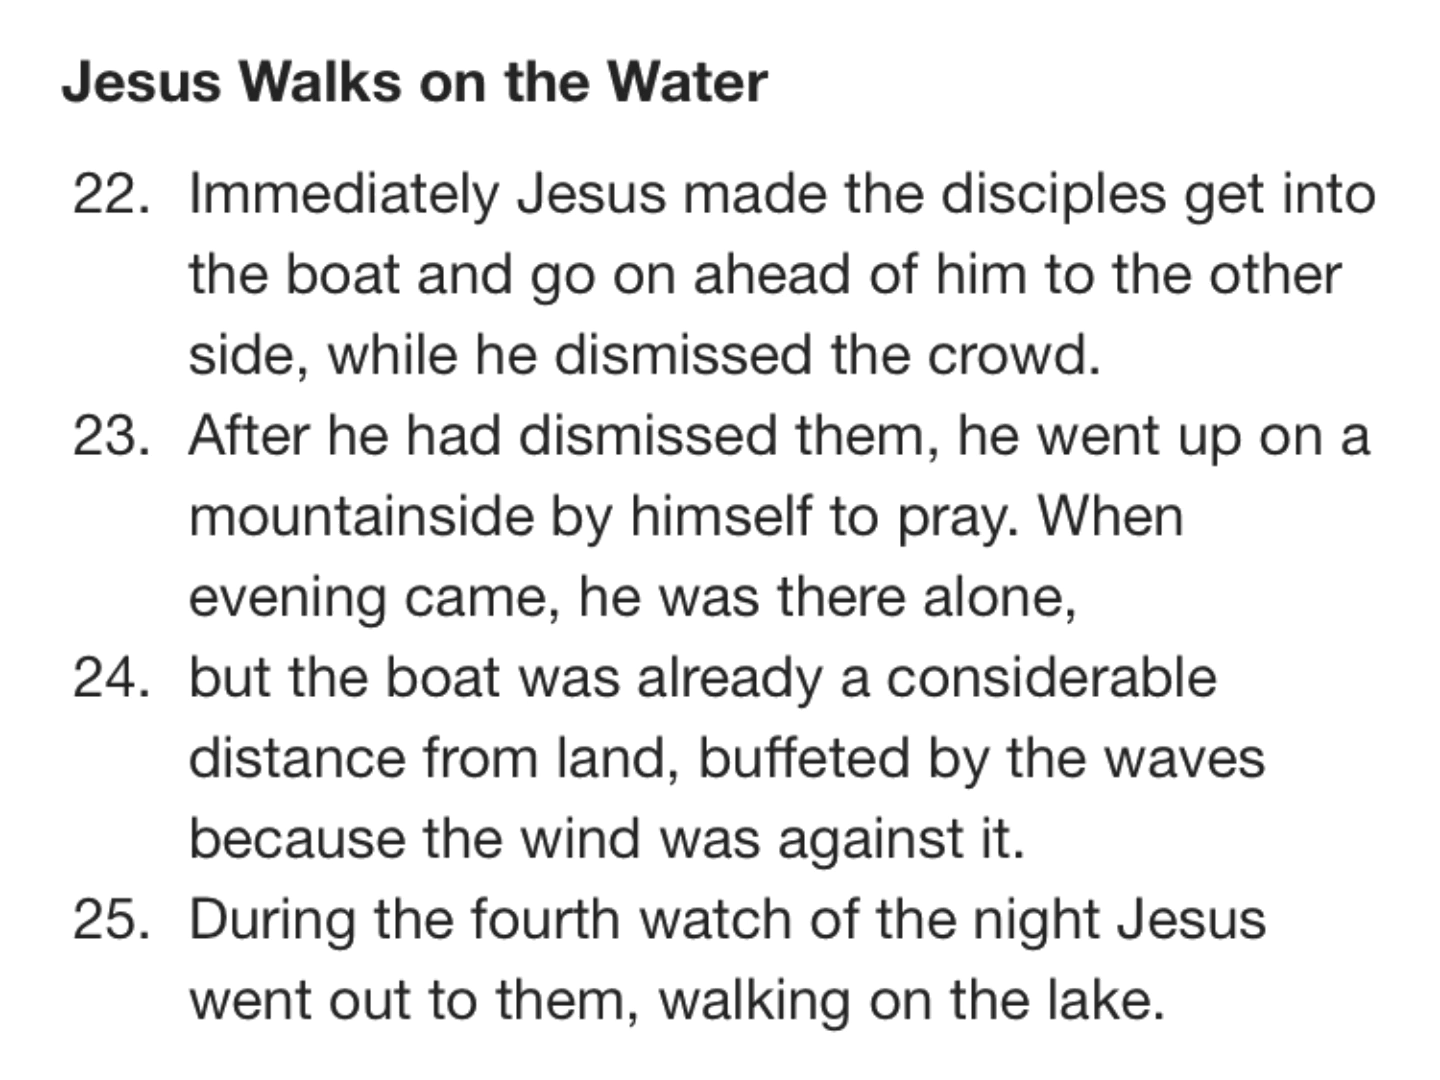 Jesus Walks on the Water
22. Immediately Jesus made the disciples get into
the boat and go on ahead of him to the other
side, while he dismissed the crowd.
23. After he had dismissed them, he went up on a
mountainside by himself to pray. When
evening came, he was there alone,
24. but the boat was already a considerable
distance from land, buffeted by the waves
because the wind was against it.
25. During the fourth watch of the night Jesus
went out to them, walking on the lake.